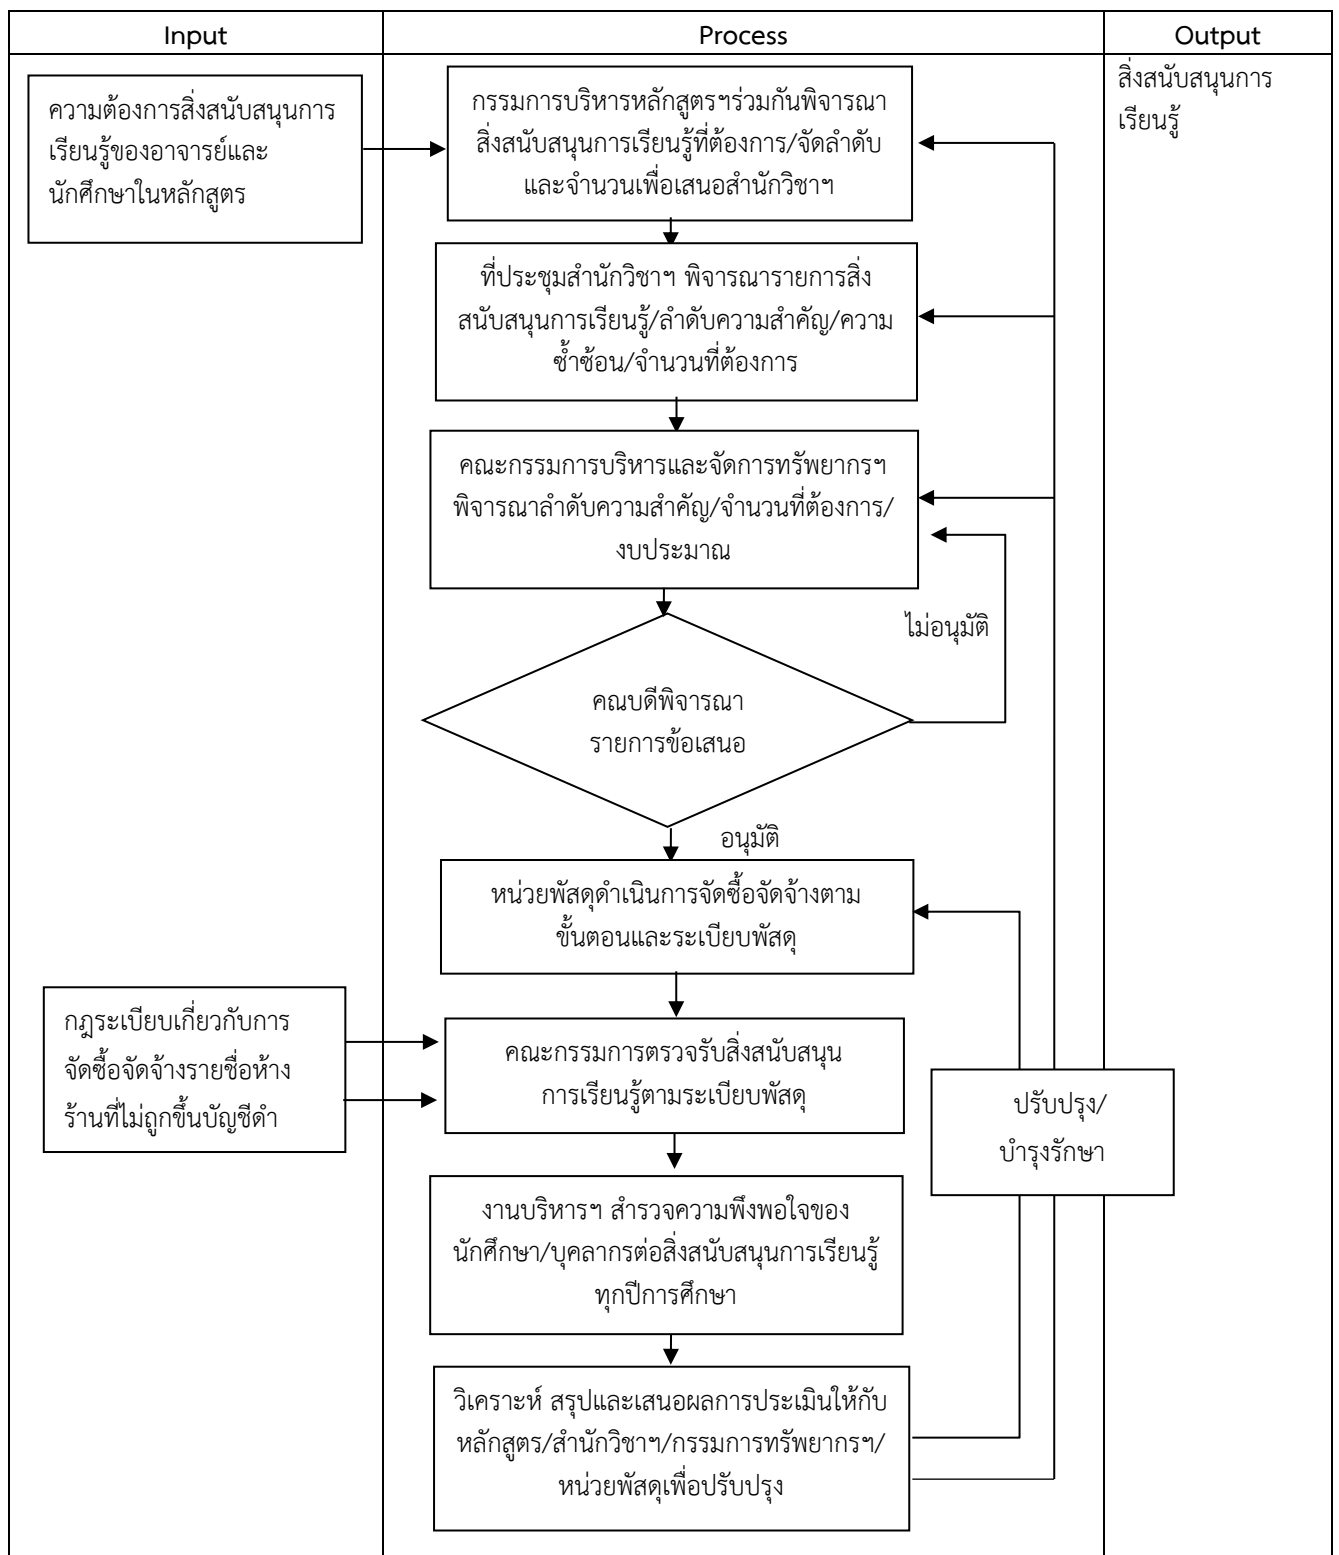 Input
Process
Output
ความต้องการสิ่งสนับสนุนการ
เรียนรู้ของอาจารย์และ
นักศึกษาในหลักสูตร
กรรมการบริหารหลักสูตรฯร่วมกันพิจารณา
สิ่งสนับสนุนการเรียนรู้ที่ต้องการ/จัดลำดับ
และจำนวนเพื่อเสนอสำนักวิชาฯ
สิ่งสนับสนุนการ
เรียนรู้
ที่ประชุมสำนักวิชาฯ พิจารณารายการสิ่ง
สนับสนุนการเรียนรู้/ลำดับความสำคัญ/ความ
ซ้ำซ้อน/จำนวนที่ต้องการ
คณะกรรมการบริหารและจัดการทรัพยากรฯ
พิจารณาลำดับความสำคัญ/จำนวนที่ต้องการ/
งบประมาณ
ไม่อนุมัติ
คณบดีพิจารณา
รายการข้อเสนอ
อนุมัติ
หน่วยพัสดุดำเนินการจัดซื้อจัดจ้างตาม
ขั้นตอนและระเบียบพัสดุ
กฎระเบียบเกี่ยวกับการ
จัดซื้อจัดจ้างรายชื่อห้าง
ร้านที่ไม่ถูกขึ้นบัญชีดำ
คณะกรรมการตรวจรับสิ่งสนับสนุน
การเรียนรู้ตามระเบียบพัสดุ
ปรับปรุง/
บำรุงรักษา
งานบริหารฯ สำรวจความพึงพอใจของ
นักศึกษา/บุคลากรต่อสิ่งสนับสนุนการเรียนรู้
ทุกปีการศึกษา
วิเคราะห์ สรุปและเสนอผลการประเมินให้กับ
หลักสูตร/สำนักวิชาฯ/กรรมการทรัพยากรฯ/
หน่วยพัสดุเพื่อปรับปรุง